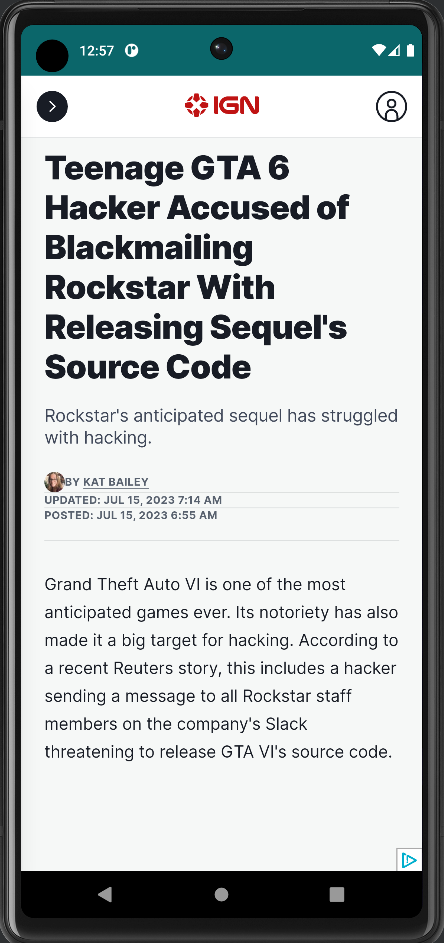 12:57
IGN
Teenage GTA 6
Hacker Accused of
Blackmailing
Rockstar With
Releasing Sequel's
Source Code
Rockstar's anticipated sequel has struggled
with hacking.
BY KAT BAILEY
UPDATED: JUL 15, 2023 7:14 AM
POSTED: JUL 15, 2023 6:55 AM
Grand Theft Auto VI is one of the most
anticipated games ever. Its notoriety has also
made it a big target for hacking. According to
a recent Reuters story, this includes a hacker
sending a message to all Rockstar staff
members on the company's Slack
threatening to release GTA VI's source code.